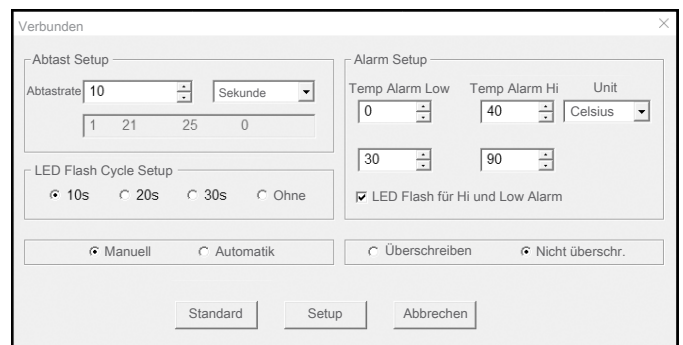 Verbunden
Abtast Setup
Abtastrate 10 Sekunde
1 21 25 0
LED Flash Cycle Setup
10s 20s 30s Ohne
Manuell Automatik
Alarm Setup
Temp Alarm Low Temp Alarm Hi Unit
0 40 Celsius
30 90
LED Flash für Hi und Low Alarm
Überschreiben Nicht überschr.
Standard Setup Abbrechen